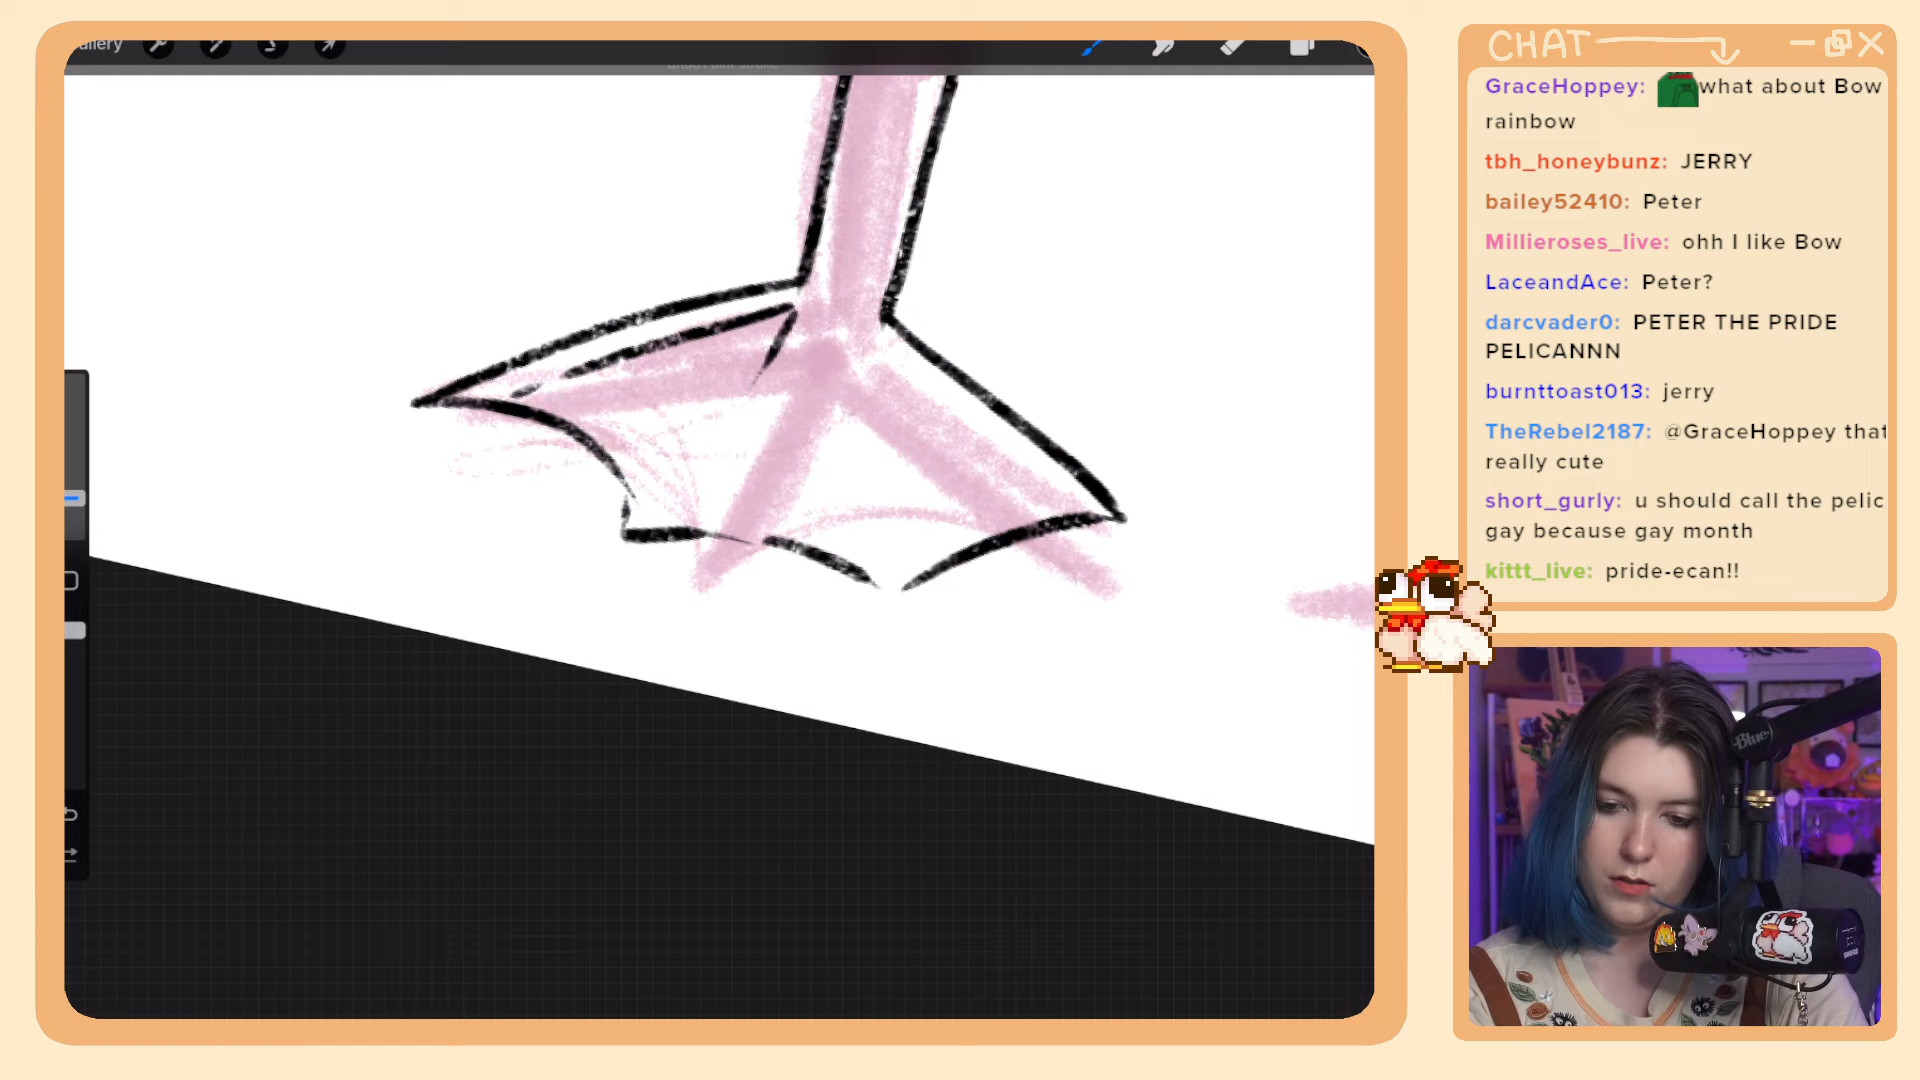 CHAT
GraceHoppey: what about Bow
rainbow
tbh_honeybunz: JERRY
bailey52410: Peter
Millieroses_live: ohh I like Bow
LaceandAce: Peter?
darcvader0: PETER THE PRIDE
PELICANNN
burnttoast013: jerry
TheRebel2187: @GraceHoppey that
really cute
short_gurly: u should call the pelic
gay because gay month
kittt_live: pride-ecan!!
Blue